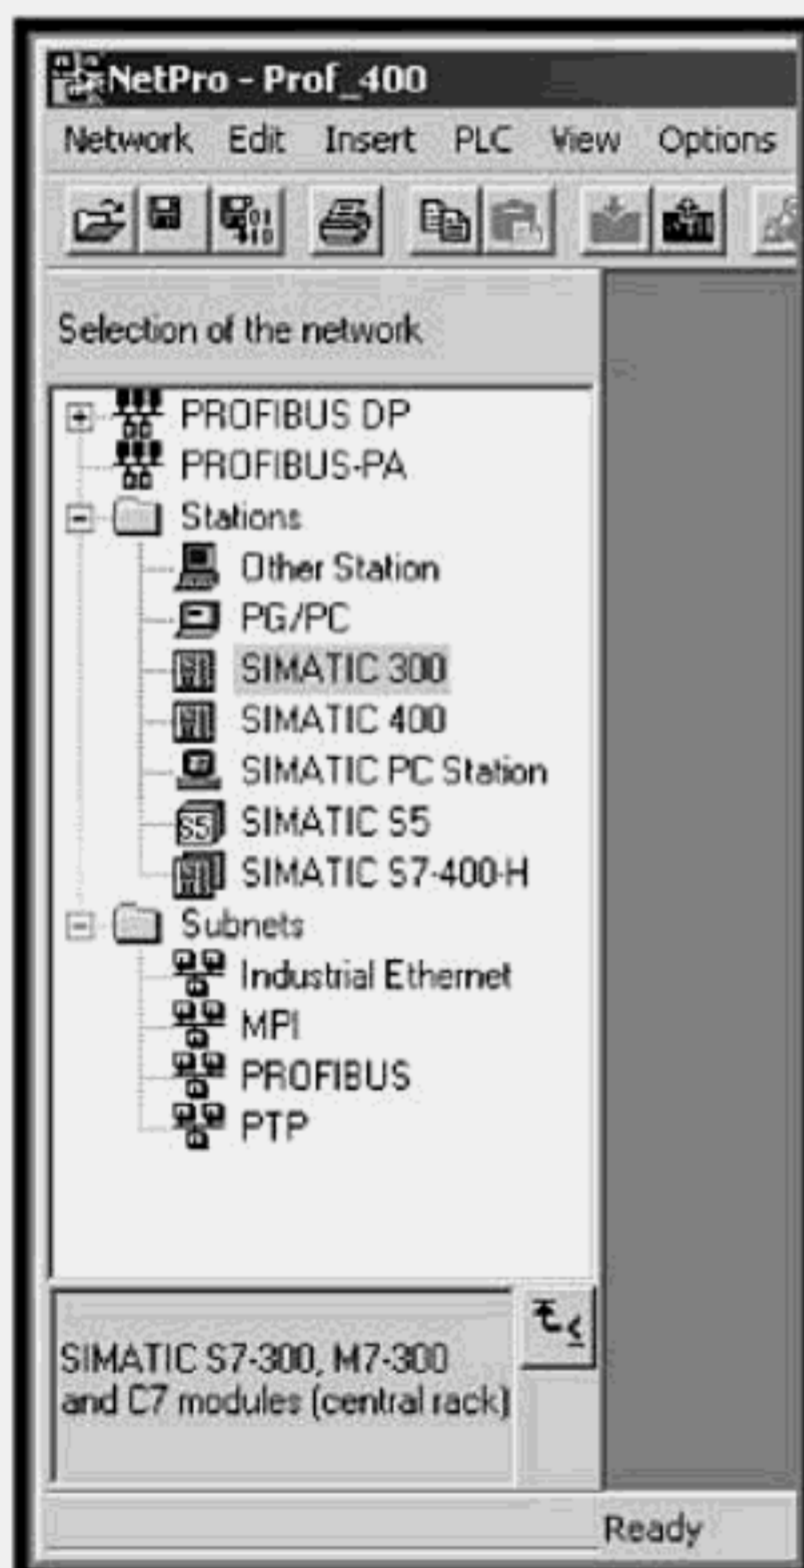 NetPro - Prof_400
Network Edit Insert PLC View Options
Selection of the network
PROFIBUS DP
PROFIBUS-PA
Stations
Other Station
PG/PC
SIMATIC 300
SIMATIC 400
SIMATIC PC Station
S5 SIMATIC S5
SIMATIC S7-400-H
Subnets
Industrial Ethernet
MPI
PROFIBUS
PTP
SIMATIC S7-300, M7-300
and C7 modules (central rack)
Ready